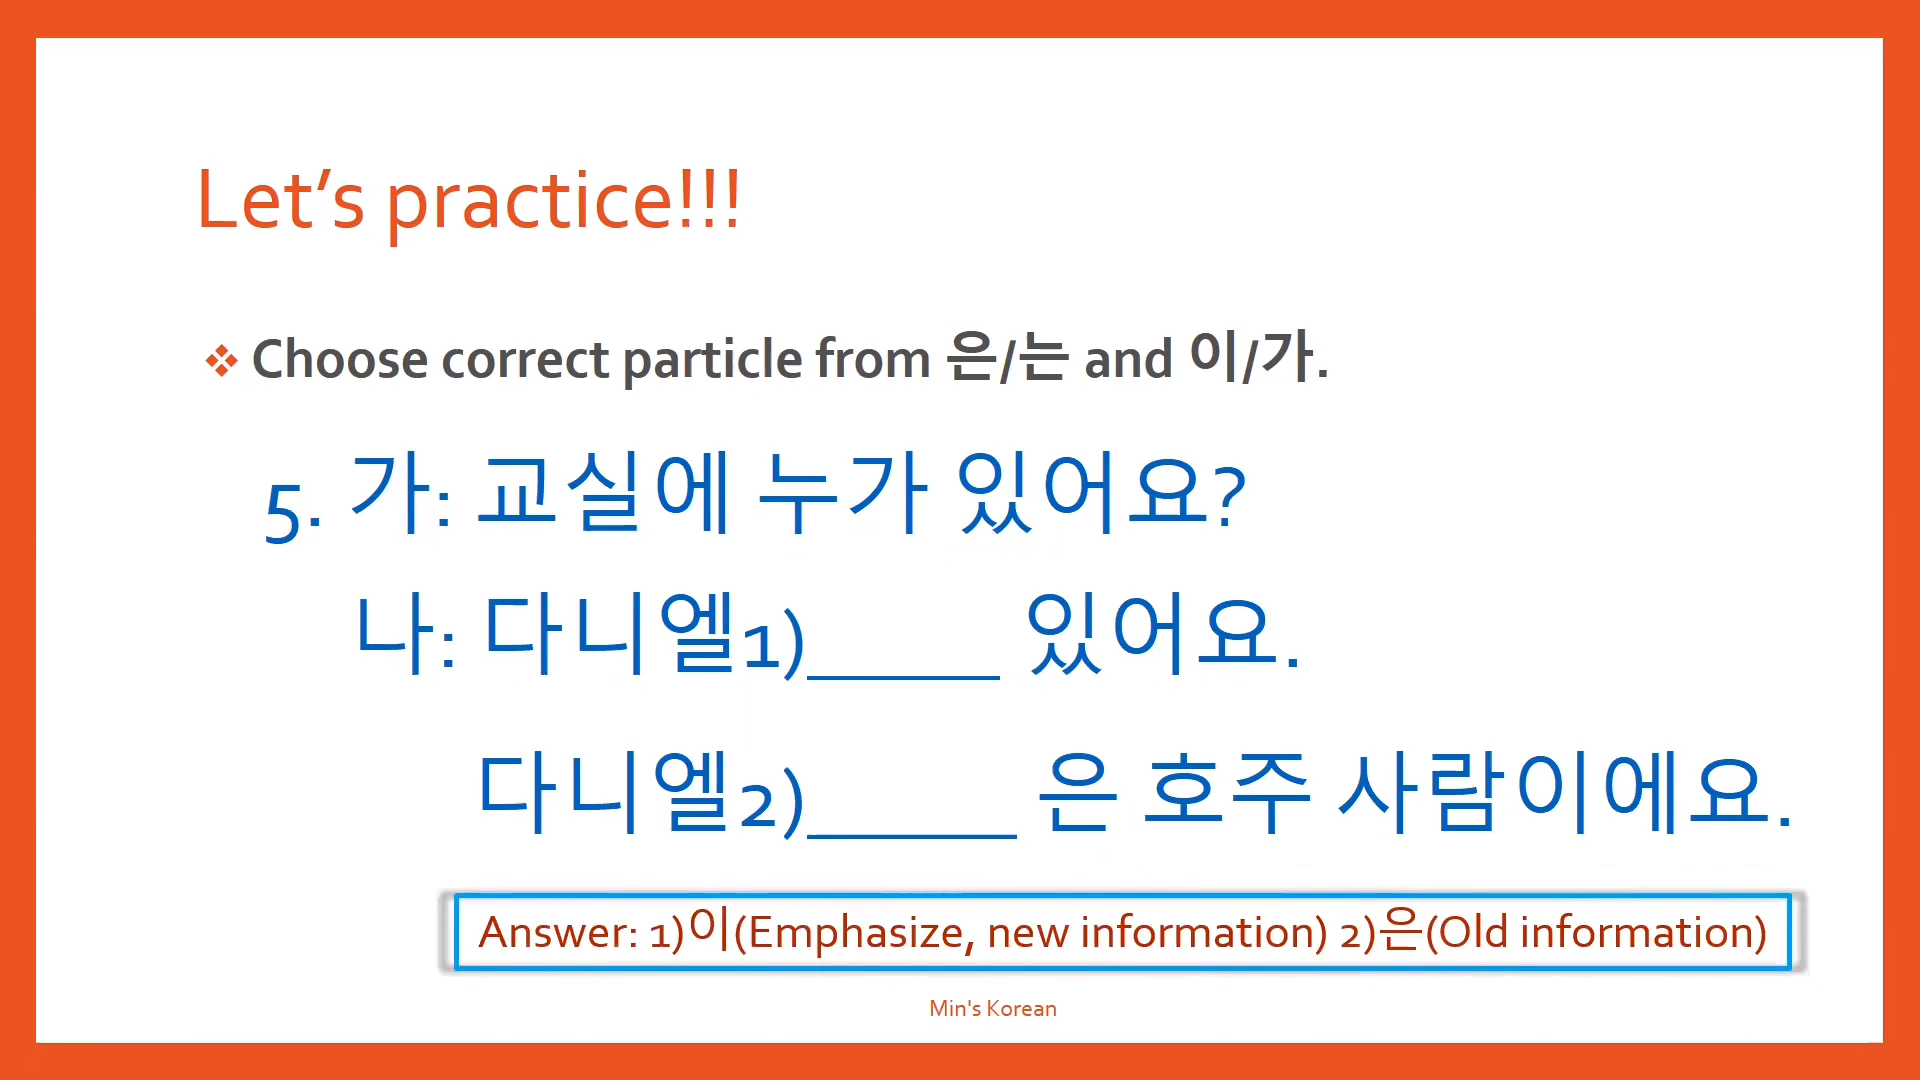 Let's practice!!!
❖ Choose correct particle from 은/는 and 이/가.
5. 가: 교실에 누가 있어요?
나: 다니엘1)_____ 있어요.
다니엘2)_____ 은 호주 사람이에요.
Answer: 1)이(Emphasize, new information) 2)은(Old information)
Min's Korean